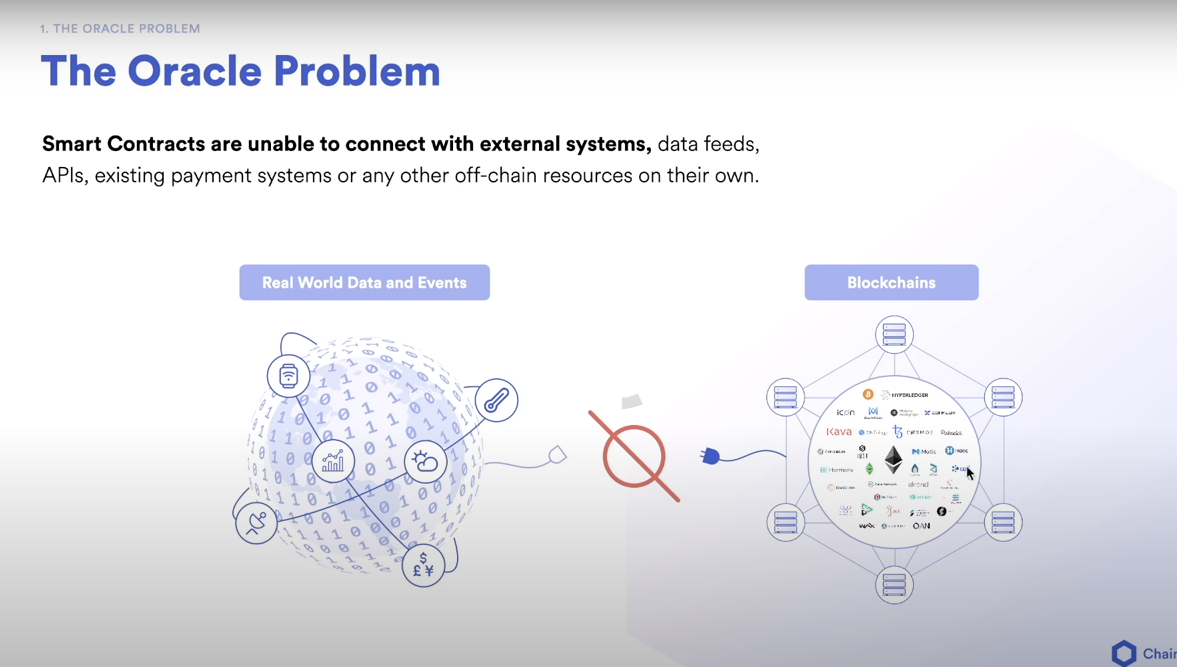 1. THE ORACLE PROBLEM
The Oracle Problem
Smart Contracts are unable to connect with external systems, data feeds,
APIs, existing payment systems or any other off-chain resources on their own.
Real World Data and Events
Blockchains
HYPERLEDGER
icon
Kava
Matic
Harmony
elrond
WAX
OAN
$
£ ¥
Chain